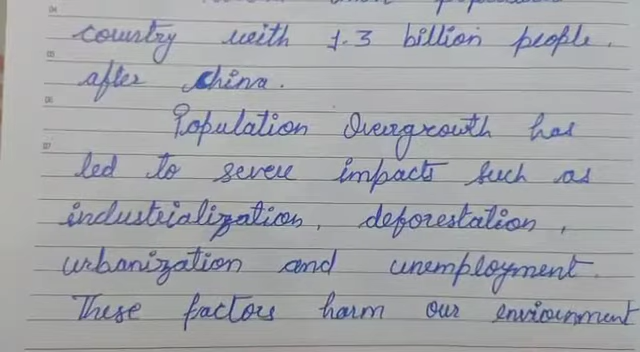 country with 1.3 billion people.
after China.
Population Overgrowth has
led to severe impacts such as
industrialization, deforestation,
urbanization and unemployment.
These factors harm our environment